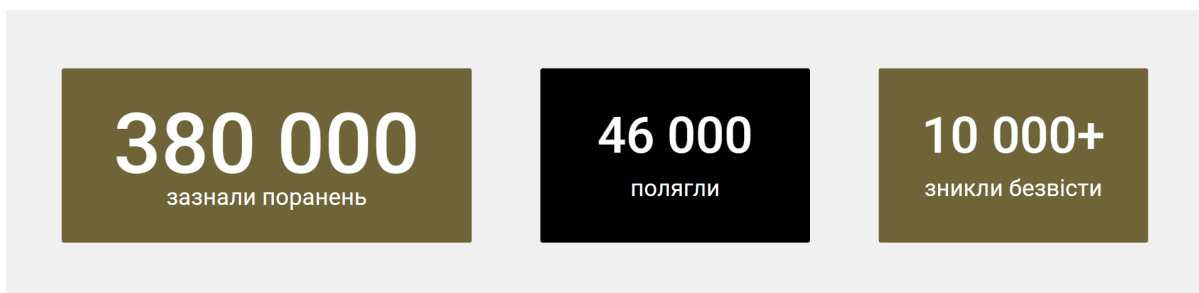 380 000
зазнали поранень
46 000
полягли
10 000+
зникли безвісти